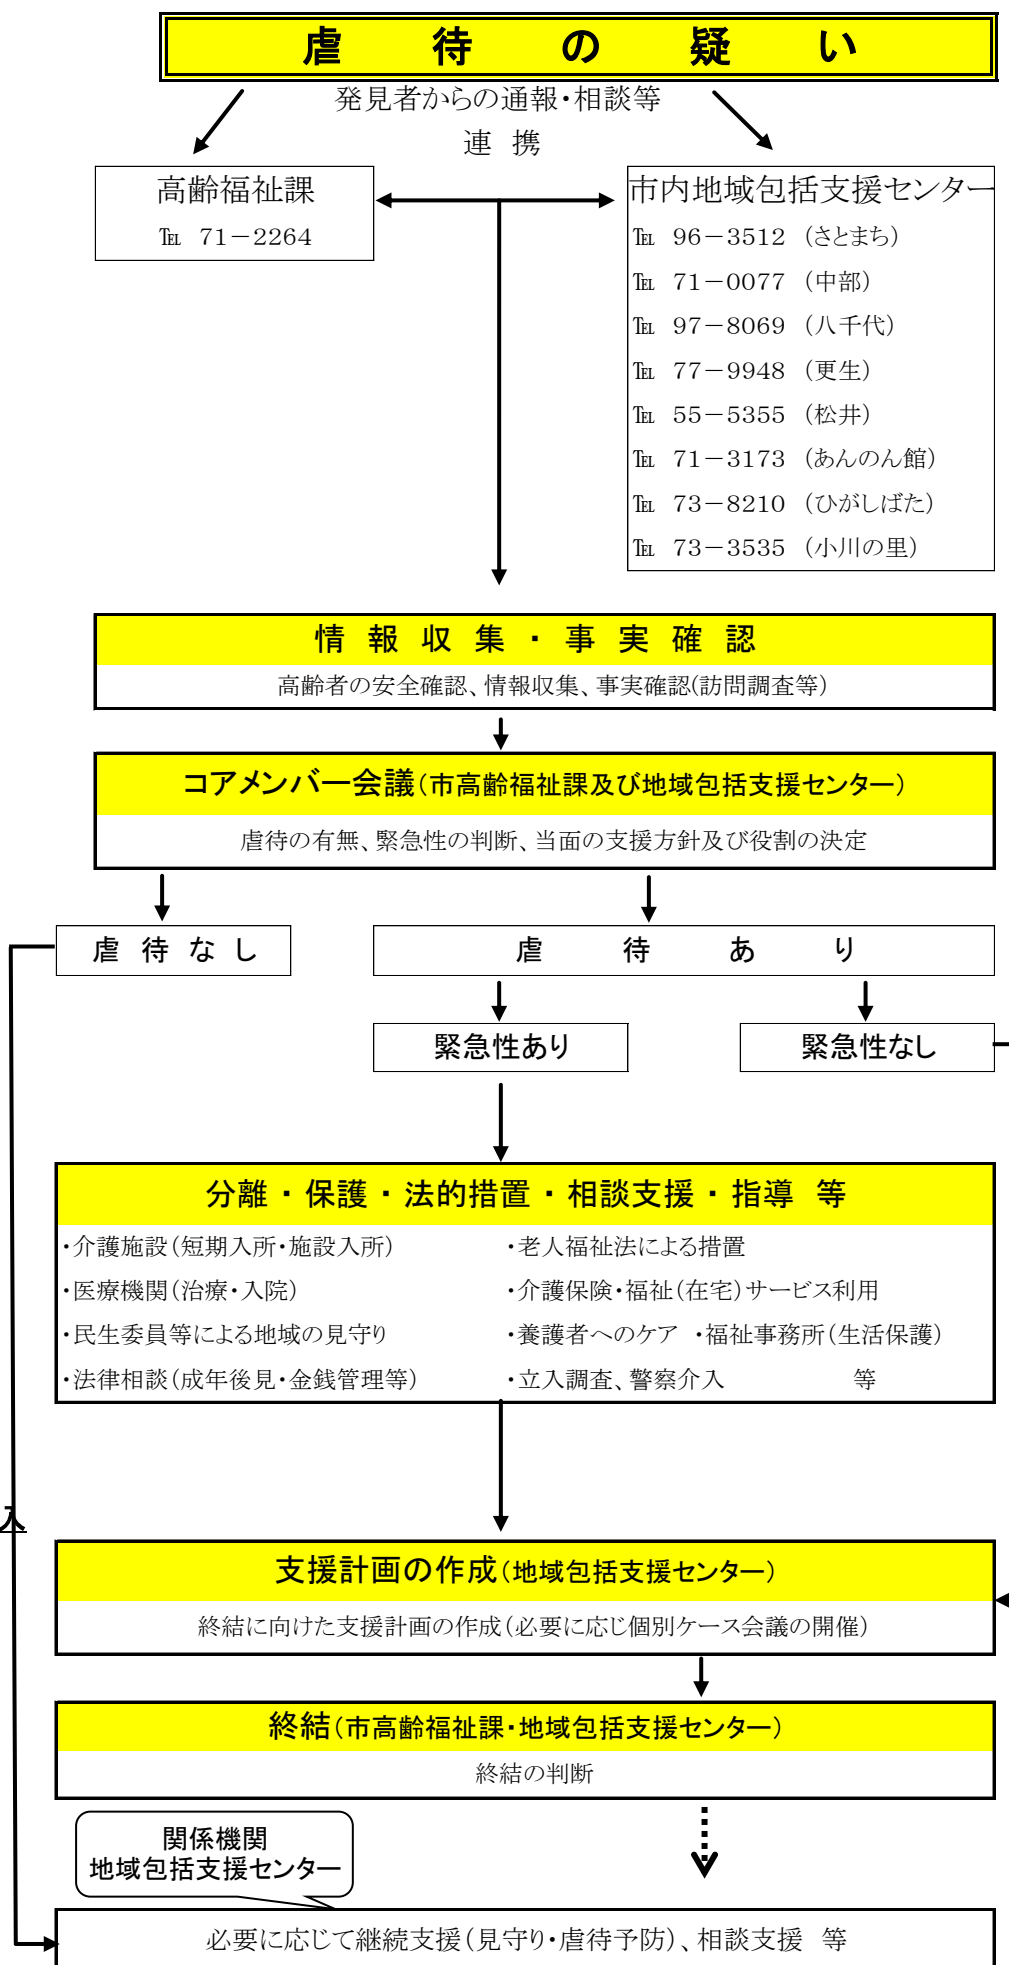 虐待の疑い
発見者からの通報・相談等
連 携
高齢福祉課
℡ 71－2264
市内地域包括支援センター
℡ 96－3512 （さとまち）
℡ 71－0077 （中部）
℡ 97－8069 （八千代）
℡ 77－9948 （更生）
℡ 55－5355 （松井）
℡ 71－3173 （あんのん館）
℡ 73－8210 （ひがしばた）
℡ 73－3535 （小川の里）
情 報 収 集 ・ 事 実 確 認
高齢者の安全確認、情報収集、事実確認(訪問調査等)
コアメンバー会議（市高齢福祉課及び地域包括支援センター）
虐待の有無、緊急性の判断、当面の支援方針及び役割の決定
虐 待 な し
虐 待 あ り
緊急性あり
緊急性なし
分離 ・ 保護 ・ 法的措置 ・ 相談支援 ・ 指導 等
・介護施設（短期入所・施設入所）
・老人福祉法による措置
・医療機関（治療・入院）
・介護保険・福祉（在宅）サービス利用
・民生委員等による地域の見守り
・養護者へのケア ・福祉事務所（生活保護）
・法律相談（成年後見・金銭管理等）
・立入調査、警察介入 等
入
支援計画の作成（地域包括支援センター）
終結に向けた支援計画の作成（必要に応じ個別ケース会議の開催）
終結（市高齢福祉課・地域包括支援センター）
終結の判断
関係機関
地域包括支援センター
必要に応じて継続支援（見守り・虐待予防）、相談支援 等